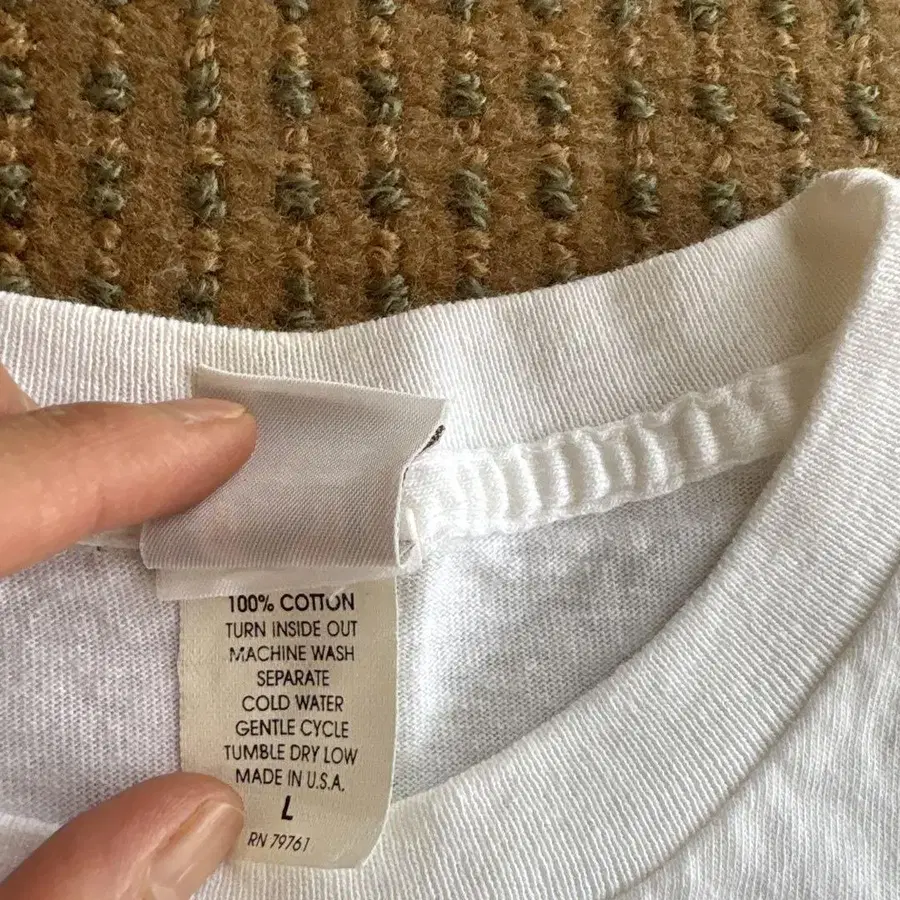 100% COTTON
TURN INSIDE OUT
MACHINE WASH
SEPARATE
COLD WATER
GENTLE CYCLE
TUMBLE DRY LOW
MADE IN U.S.A.
L
RN 79761